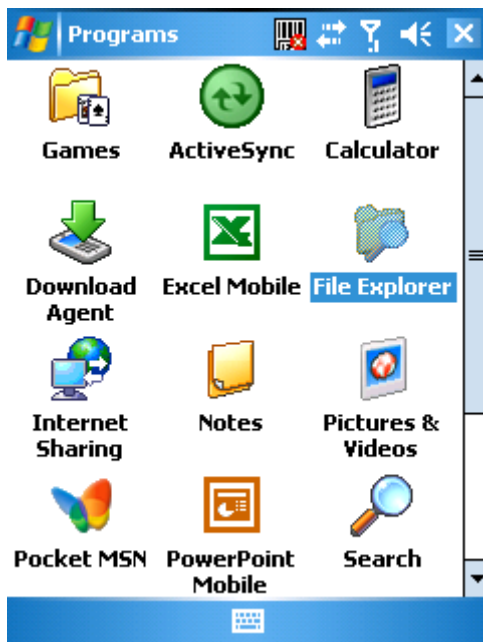 Programs
Games
ActiveSync
Calculator
Download
Agent
Excel Mobile
File Explorer
Internet
Sharing
Notes
Pictures &
Videos
Pocket MSN
PowerPoint
Mobile
Search